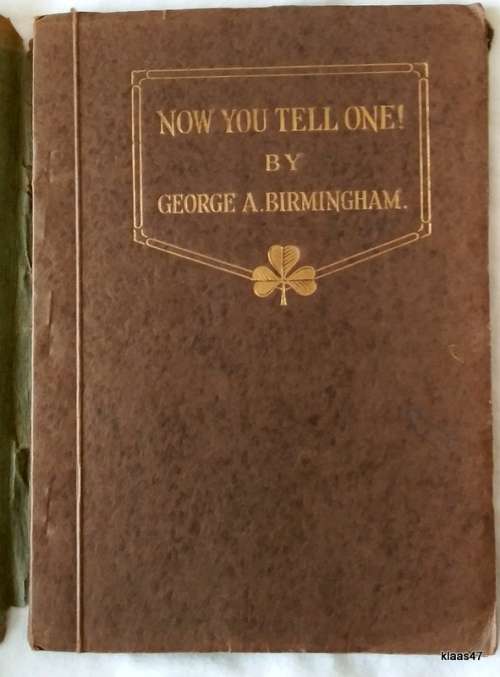 NOW YOU TELL ONE!
BY
GEORGE A. BIRMINGHAM.
klaas47